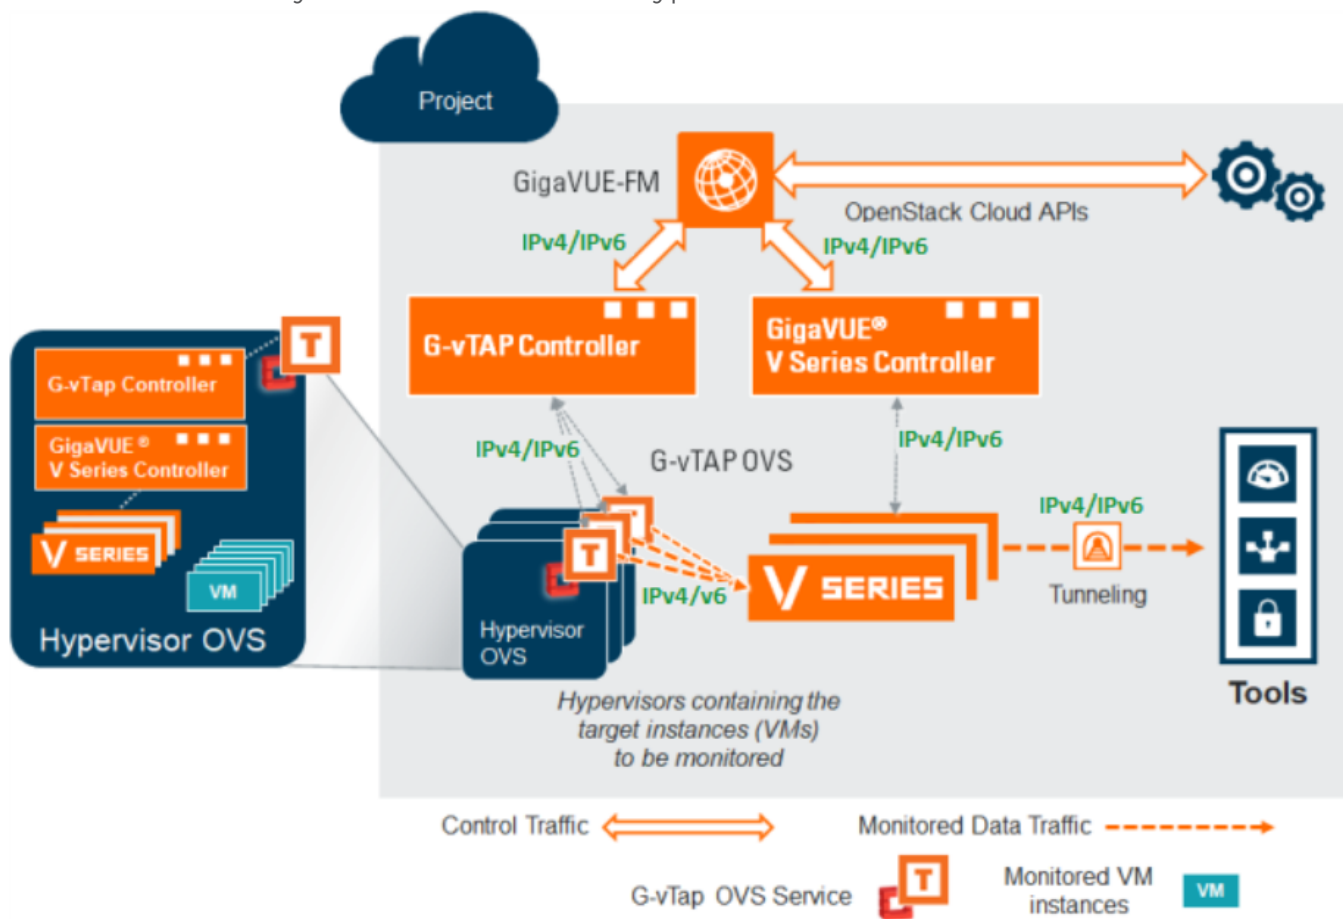 Project
GigaVUE-FM
OpenStack Cloud APIs
IPv4/IPv6
IPv4/IPv6
G-vTAP Controller
GigaVUE®
V Series Controller
T
G-vTap Controller
GigaVUE ®
V Series Controller
V SERIES
VM
Hypervisor OVS
IPv4/IPv6
G-vTAP OVS
IPv4/IPv6
T
IPv4/v6
Hypervisor
OVS
V SERIES
IPv4/IPv6
Tunneling
Tools
Hypervisors containing the
target instances (VMs)
to be monitored
Control Traffic
Monitored Data Traffic
G-vTap OVS Service
T
Monitored VM
instances
VM